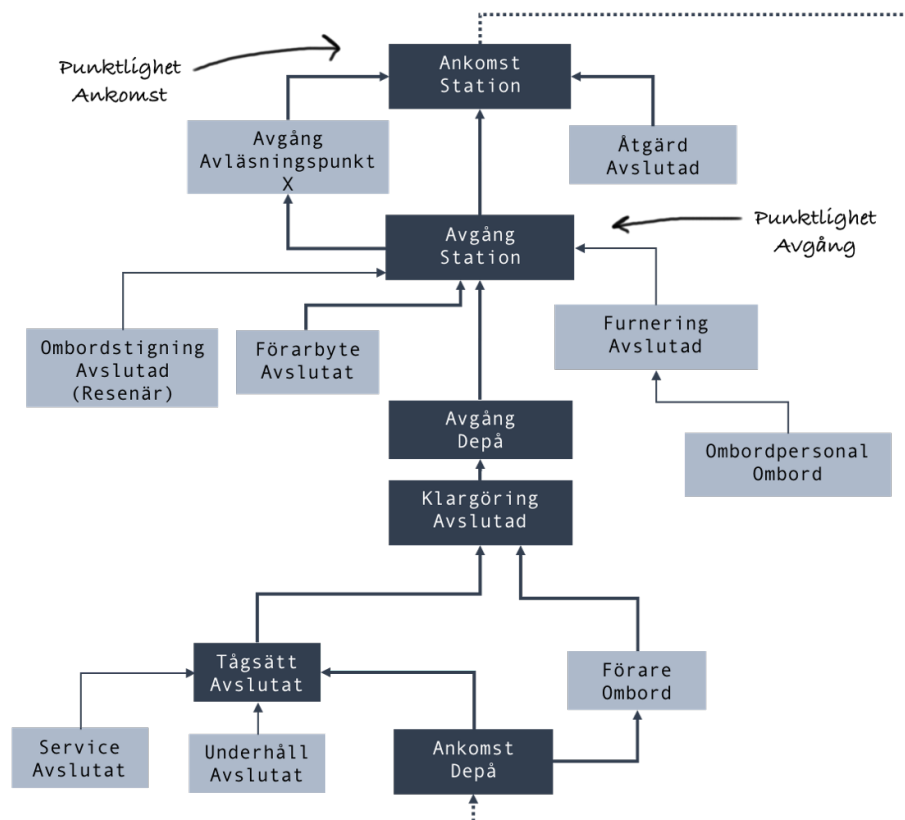 Punktlighet
Ankomst
Ankomst
Station
Avgång
Avläsningspunkt
X
Åtgärd
Avslutad
Avgång
Station
Punktlighet
Avgång
Ombordstigning
Avslutad
(Resenär)
Förarbyte
Avslutat
Furnering
Avslutad
Avgång
Depå
Ombordpersonal
Ombord
Klargöring
Avslutad
Tågsätt
Avslutat
Förare
Ombord
Service
Avslutat
Underhåll
Avslutat
Ankomst
Depå